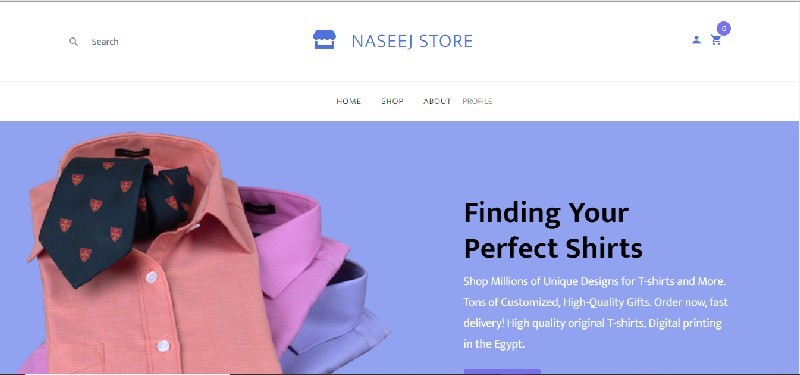 Search
NASEEJ STORE
0
HOME SHOP ABOUT PROFILE
Finding Your
Perfect Shirts
Shop Millions of Unique Designs for T-shirts and More.
Tons of Customized, High-Quality Gifts. Order now, fast
delivery! High quality original T-shirts, Digital printing
in the Egypt.